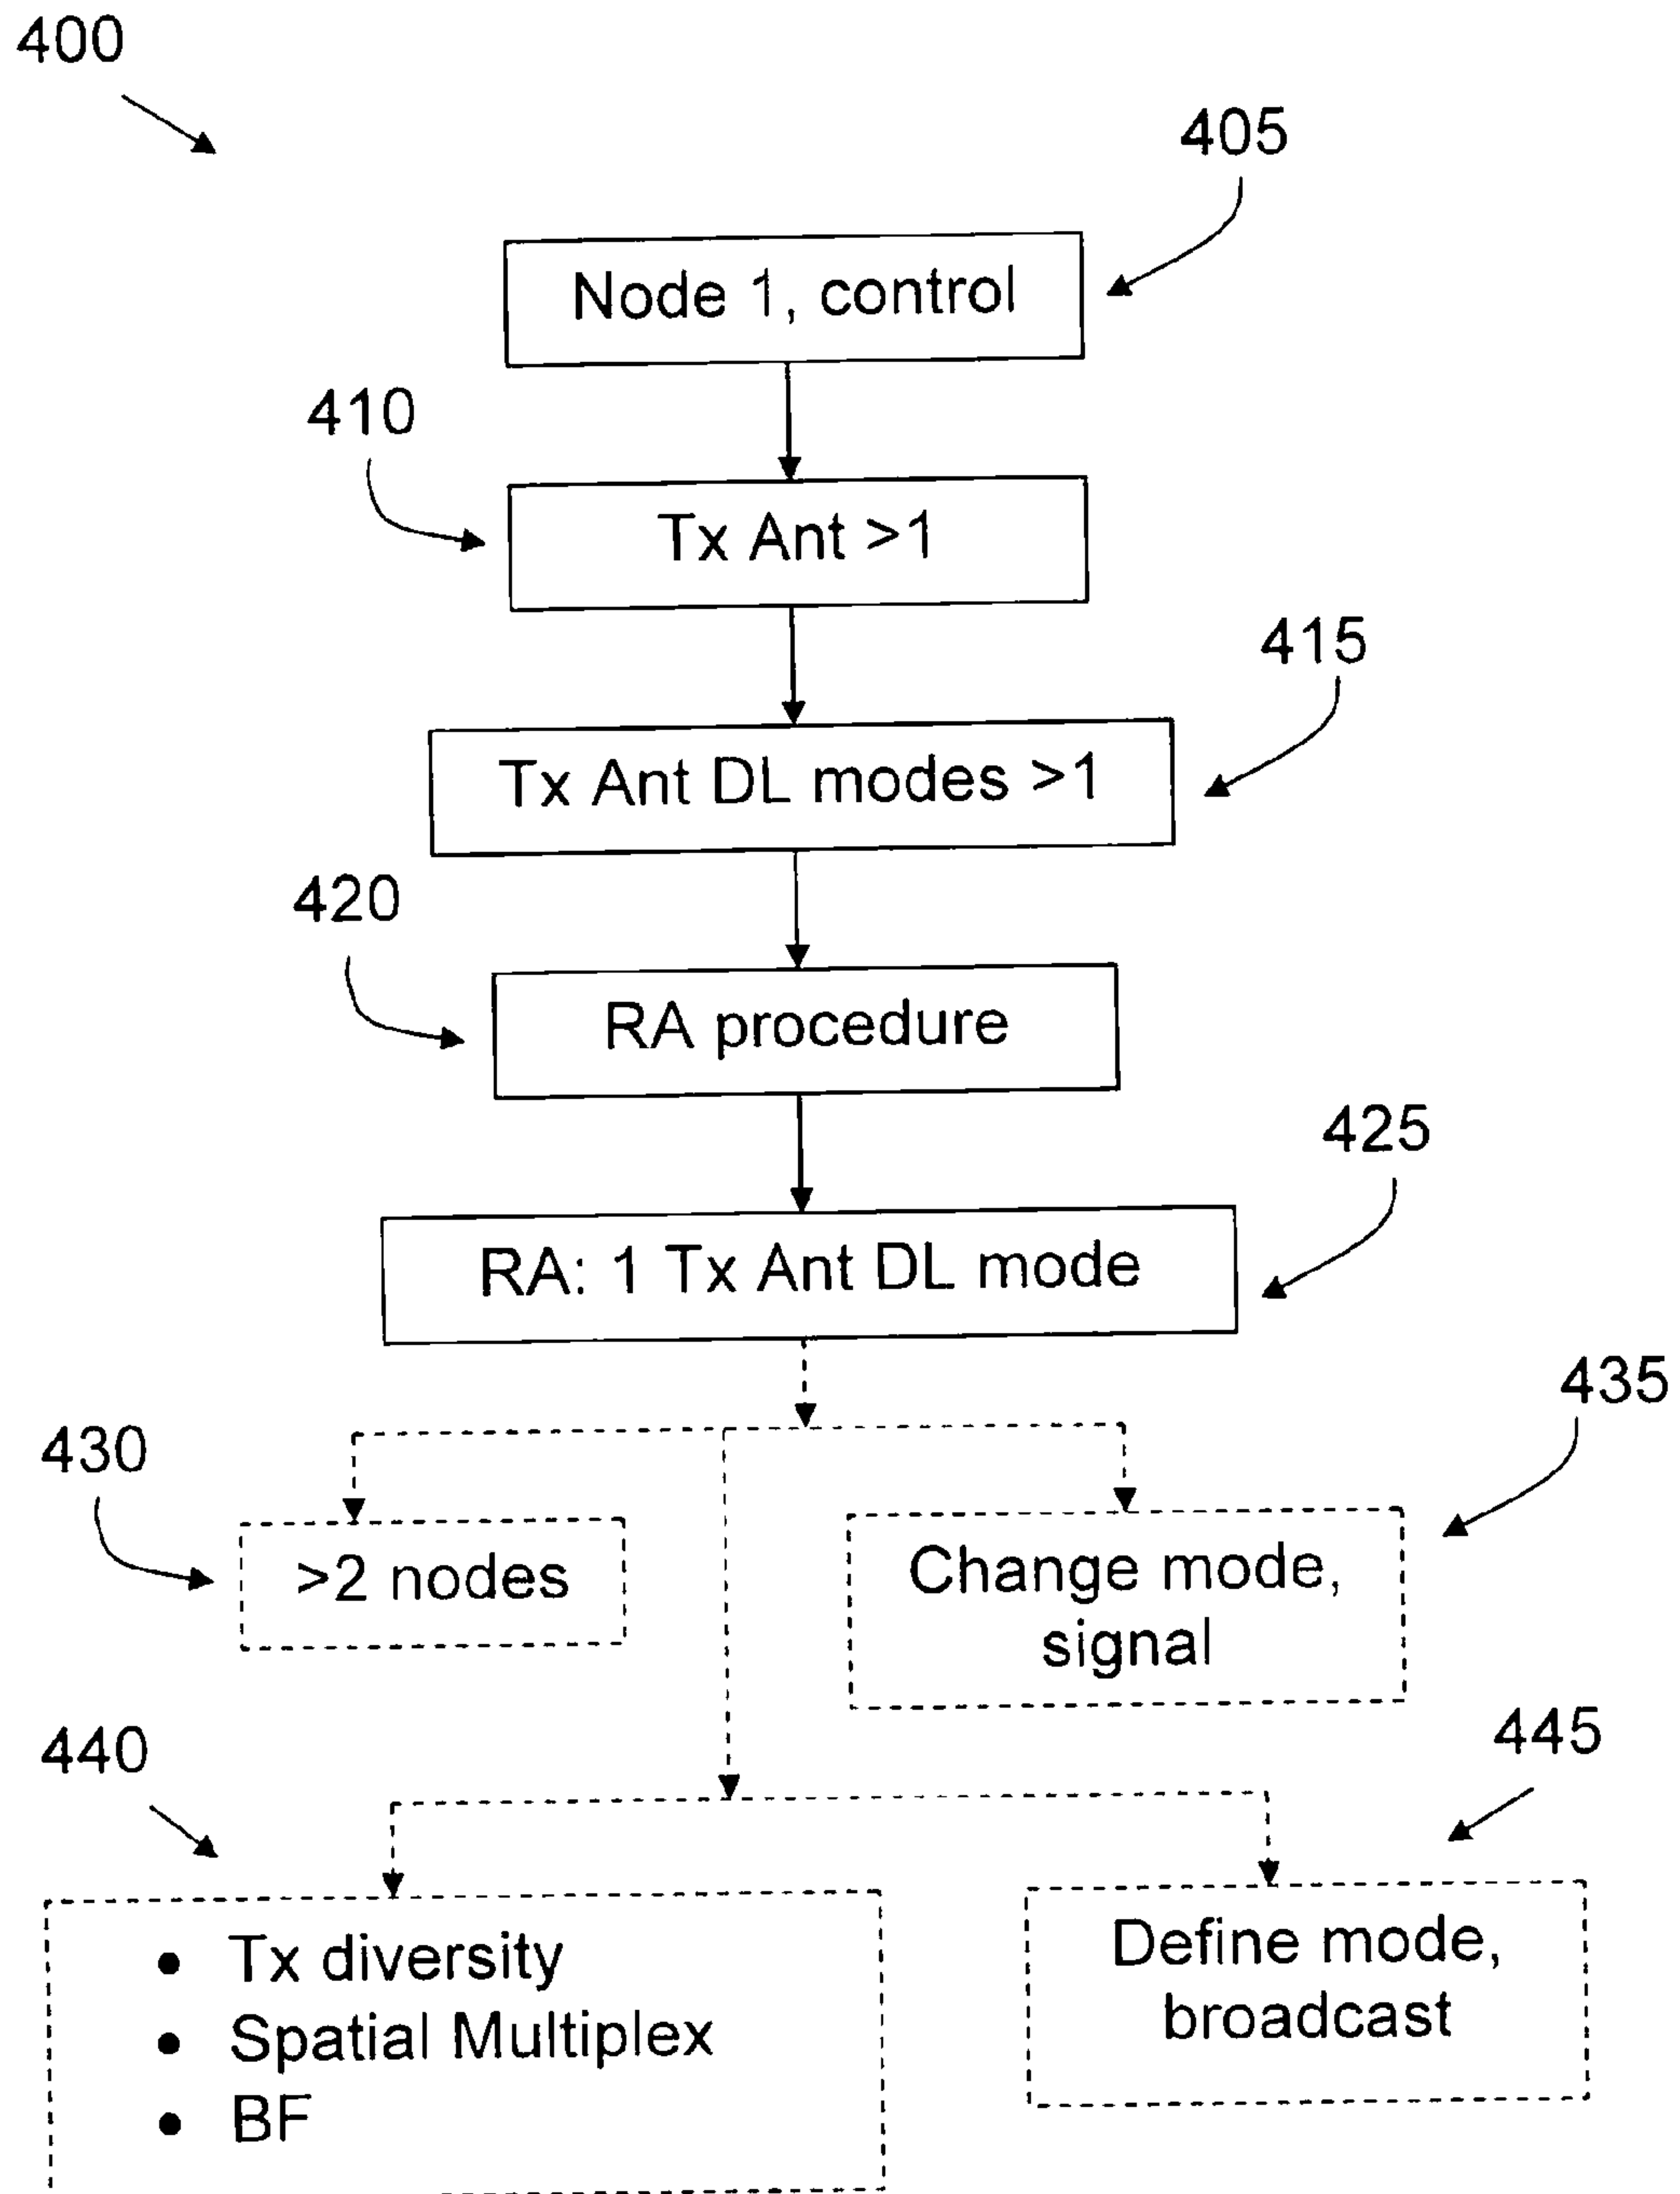 400
405
Node 1, control
410
Tx Ant >1
415
Tx Ant DL modes >1
420
RA procedure
425
RA: 1 Tx Ant DL mode
435
430
>2 nodes
Change mode,
signal
440
445
• Tx diversity
• Spatial Multiplex
• BF
Define mode,
broadcast